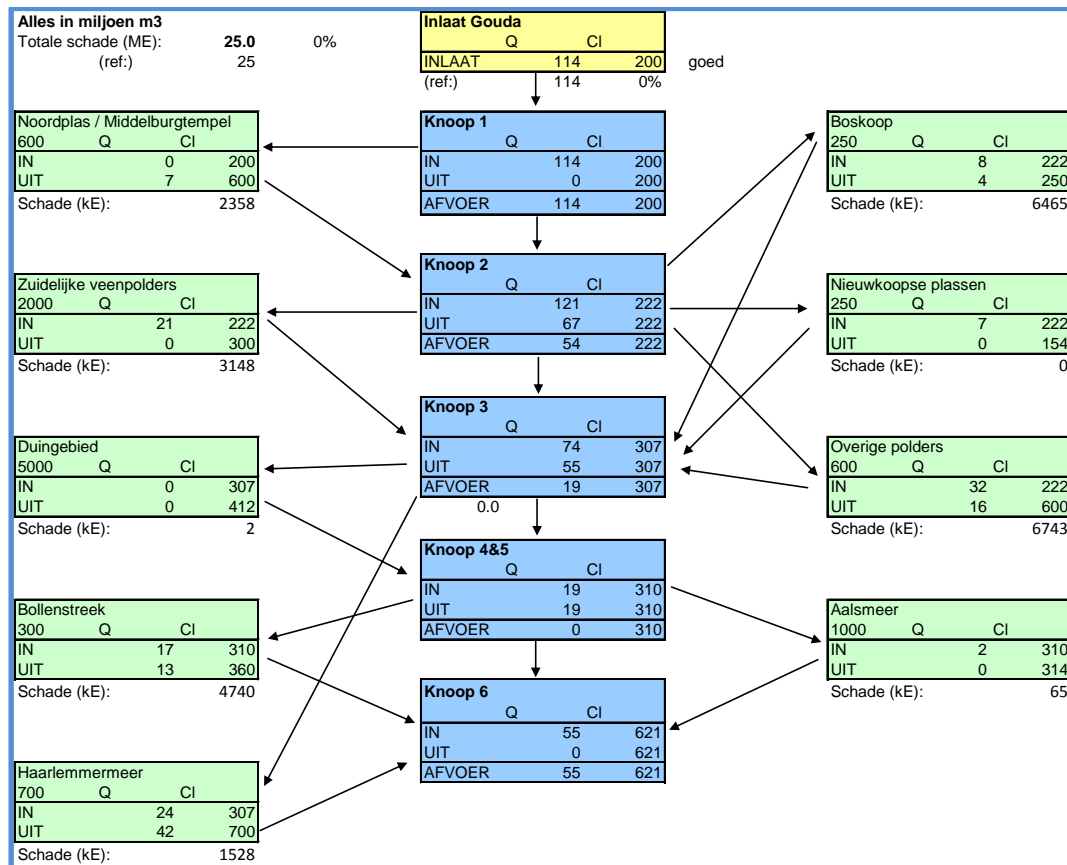 Alles in miljoen m3
Totale schade (ME): 25.0 0%
(ref:) 25
Inlaat Gouda
Q Cl
INLAAT 114 200 goed
(ref:) 114 0%
Noordplas / Middelburgtempel
600 Q Cl
IN 0 200
UIT 7 600
Schade (kE): 2358
Knoop 1
Q Cl
IN 114 200
UIT 0 200
AFVOER 114 200
Boskoop
250 Q Cl
IN 8 222
UIT 4 250
Schade (kE): 6465
Knoop 2
Q Cl
IN 121 222
UIT 67 222
AFVOER 54 222
Zuidelijke veenpolders
2000 Q Cl
IN 21 222
UIT 0 300
Schade (kE): 3148
Nieuwkoopse plassen
250 Q Cl
IN 7 222
UIT 0 154
Schade (kE): 0
Knoop 3
Q Cl
IN 74 307
UIT 55 307
AFVOER 19 307
0.0
Duingebied
5000 Q Cl
IN 0 307
UIT 0 412
Schade (kE): 2
Overige polders
600 Q Cl
IN 32 222
UIT 16 600
Schade (kE): 6743
Knoop 4&5
Q Cl
IN 19 310
UIT 19 310
AFVOER 0 310
Bollenstreek
300 Q Cl
IN 17 310
UIT 13 360
Schade (kE): 4740
Aalsmeer
1000 Q Cl
IN 2 310
UIT 0 314
Schade (kE): 65
Knoop 6
Q Cl
IN 55 621
UIT 0 621
AFVOER 55 621
Haarlemmermeer
700 Q Cl
IN 24 307
UIT 42 700
Schade (kE): 1528